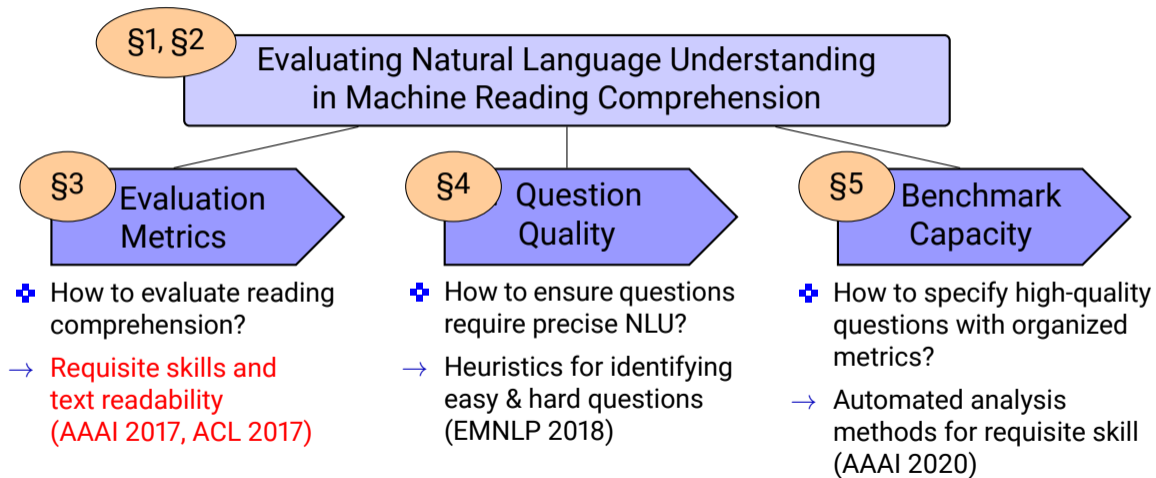 §1, §2
Evaluating Natural Language Understanding
in Machine Reading Comprehension
§3
Evaluation
Metrics
❖ How to evaluate reading
comprehension?
→ Requisite skills and
text readability
(AAAI 2017, ACL 2017)
§4
Question
Quality
❖ How to ensure questions
require precise NLU?
→ Heuristics for identifying
easy & hard questions
(EMNLP 2018)
§5
Benchmark
Capacity
❖ How to specify high-quality
questions with organized
metrics?
→ Automated analysis
methods for requisite skill
(AAAI 2020)